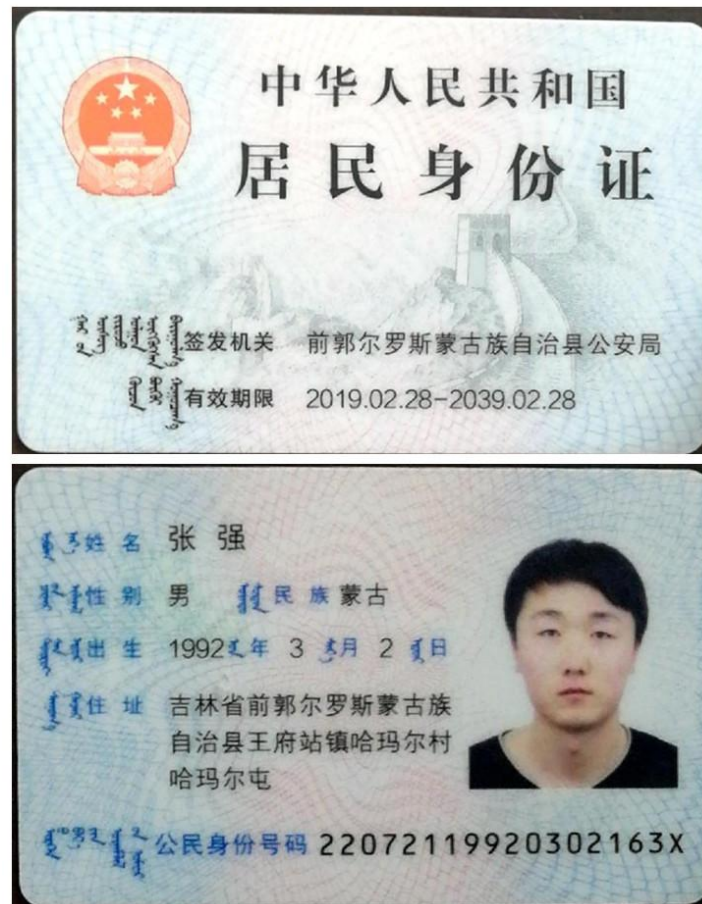 中华人民共和国
居民身份证
签发机关 前郭尔罗斯蒙古族自治县公安局
有效期限 2019.02.28-2039.02.28
姓名 张强
性别 男 民族 蒙古
出生 1992年 3月 2日
住址 吉林省前郭尔罗斯蒙古族
自治县王府站镇哈玛尔村
哈玛尔屯
公民身份号码 22072119920302163X